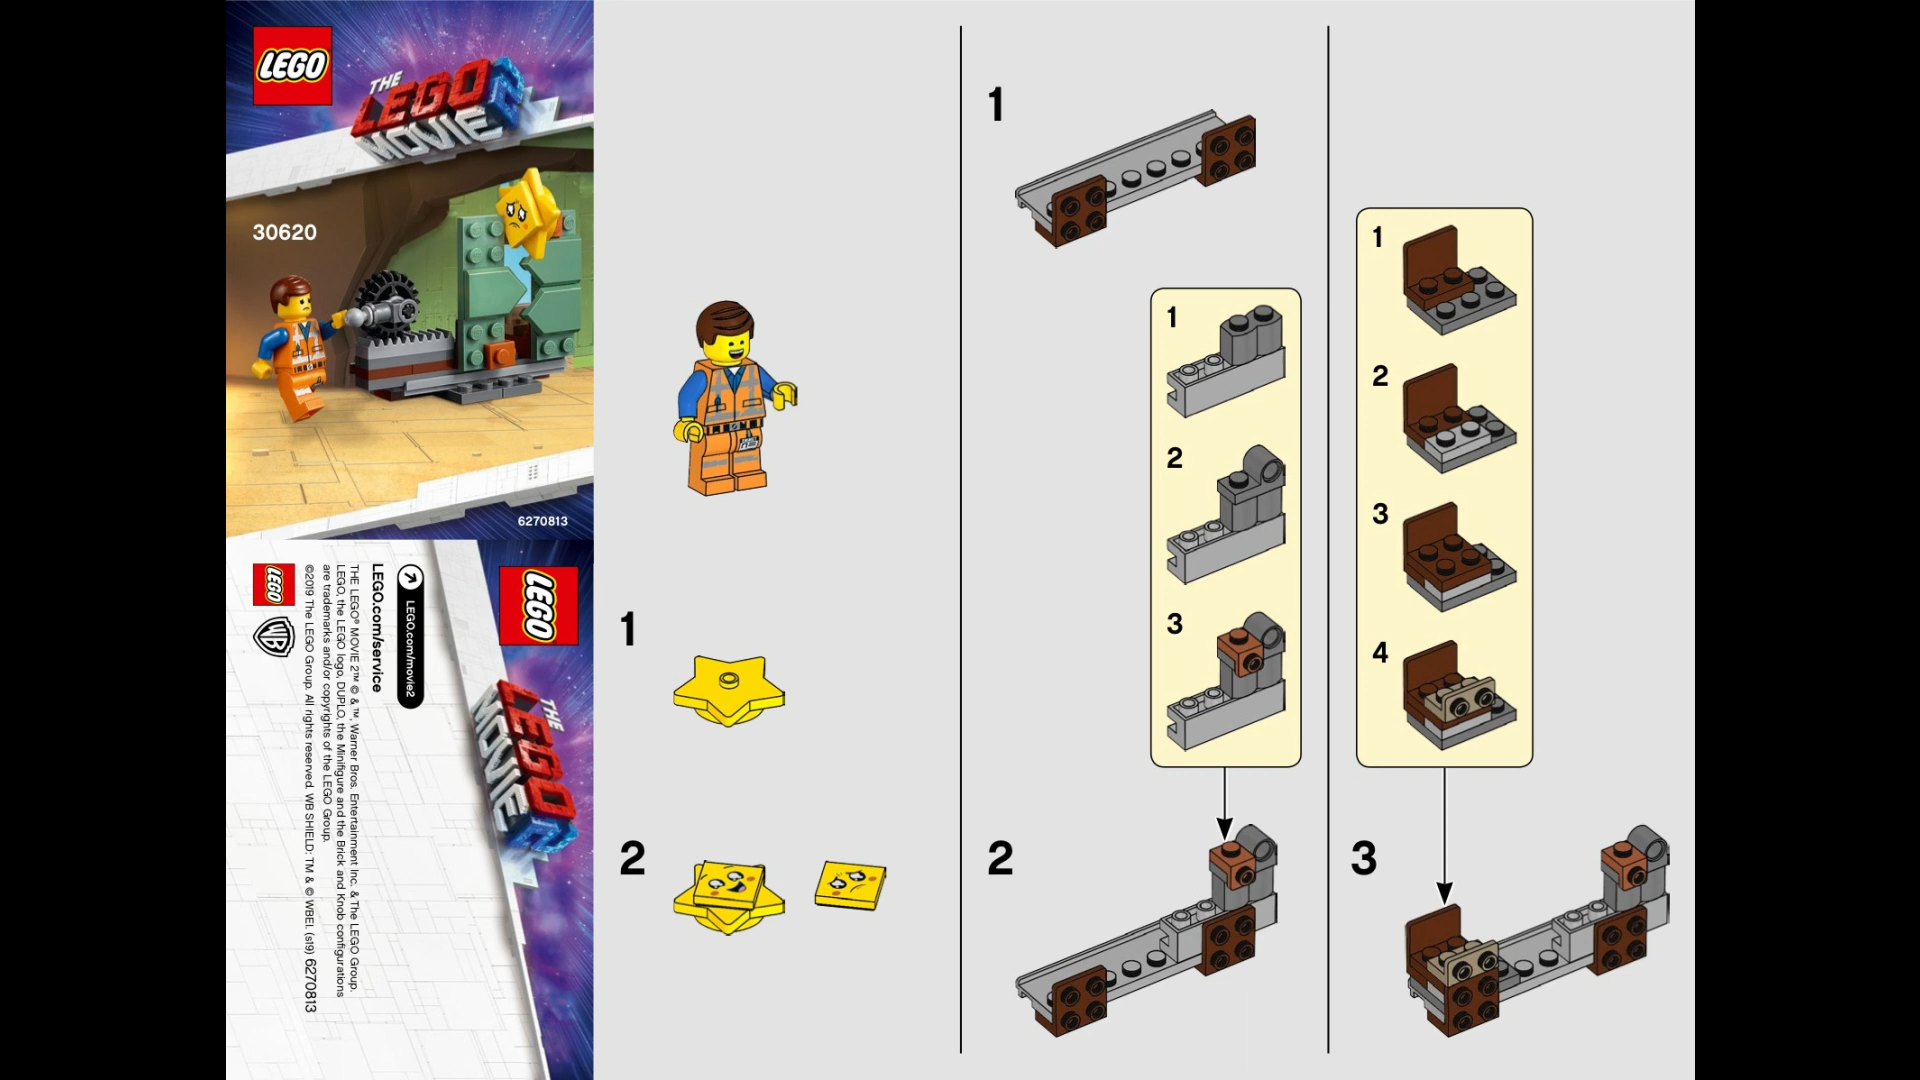 LEGO
THE
LEGO
MOVIE 2
30620
6270813
LEGO
THE
LEGO
MOVIE 2
LEGO.com/movie2
LEGO.com/service
THE LEGO® MOVIE 2™ © & ™, Warner Bros. Entertainment Inc. & The LEGO Group.
LEGO, the LEGO logo, DUPLO, the Minifigure and the Brick and Knob configurations
are trademarks and/or copyrights of the LEGO Group.
©2019 The LEGO Group. All rights reserved. WB SHIELD: TM & © WBEI. (s19) 6270813
LEGO
WB
1
2
1
1
2
3
2
1
2
3
4
3